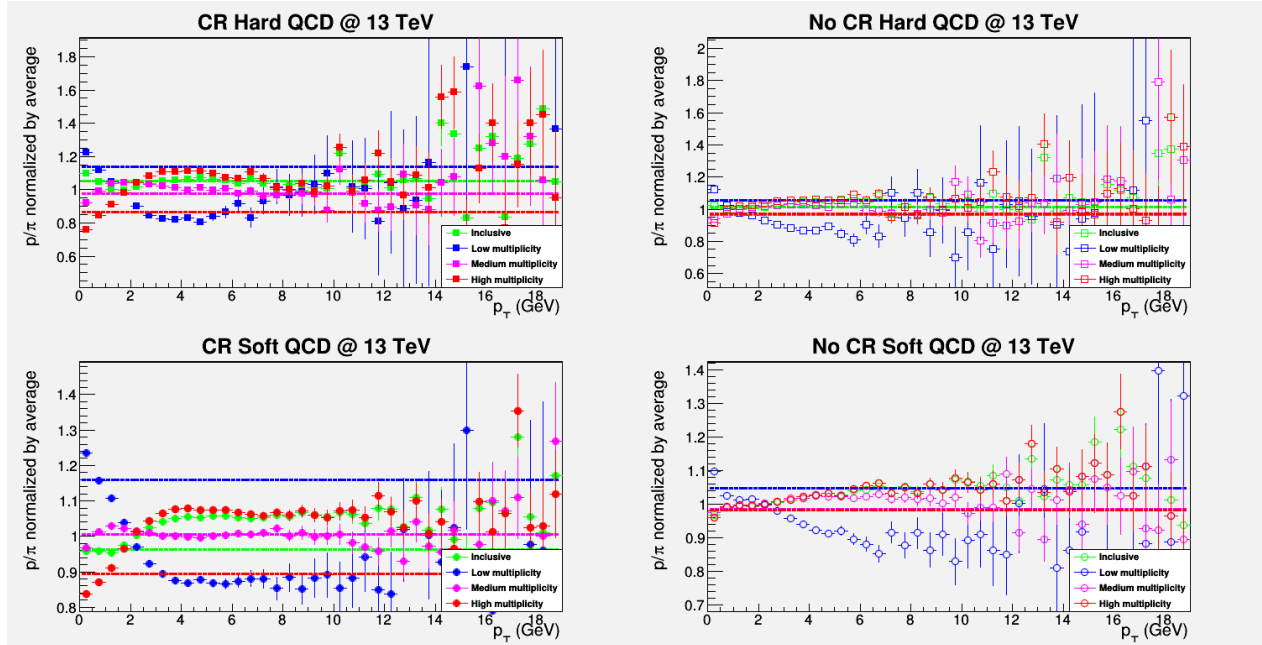 CR Hard QCD @ 13 TeV
p/π normalized by average
1.8
1.6
1.4
1.2
1
0.8
0.6
0 2 4 6 8 10 12 14 16 18
p_T (GeV)
Inclusive
Low multiplicity
Medium multiplicity
High multiplicity
No CR Hard QCD @ 13 TeV
p/π normalized by average
2
1.8
1.6
1.4
1.2
1
0.8
0.6
0 2 4 6 8 10 12 14 16 18
p_T (GeV)
Inclusive
Low multiplicity
Medium multiplicity
High multiplicity
CR Soft QCD @ 13 TeV
p/π normalized by average
1.4
1.3
1.2
1.1
1
0.9
0.8
0 2 4 6 8 10 12 14 16 18
p_T (GeV)
Inclusive
Low multiplicity
Medium multiplicity
High multiplicity
No CR Soft QCD @ 13 TeV
p/π normalized by average
1.4
1.3
1.2
1.1
1
0.9
0.8
0.7
0 2 4 6 8 10 12 14 16 18
p_T (GeV)
Inclusive
Low multiplicity
Medium multiplicity
High multiplicity